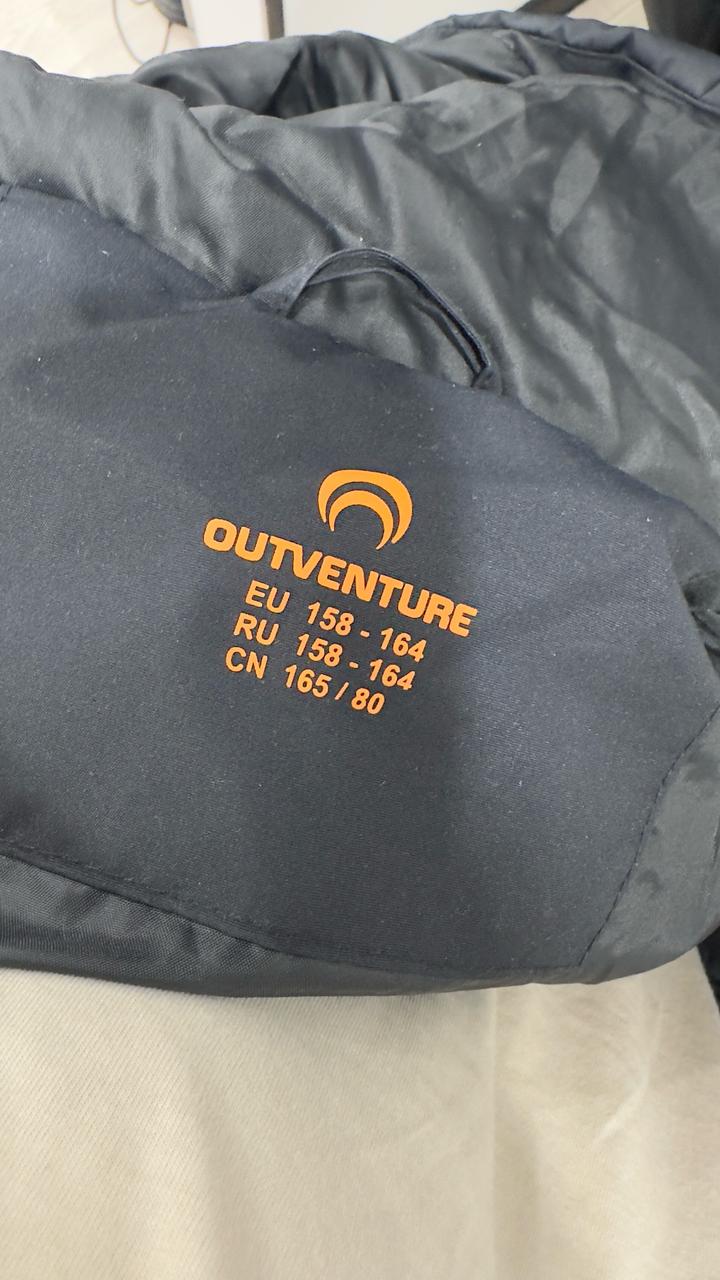 OUTVENTURE
EU 158 - 164
RU 158 - 164
CN 165 / 80